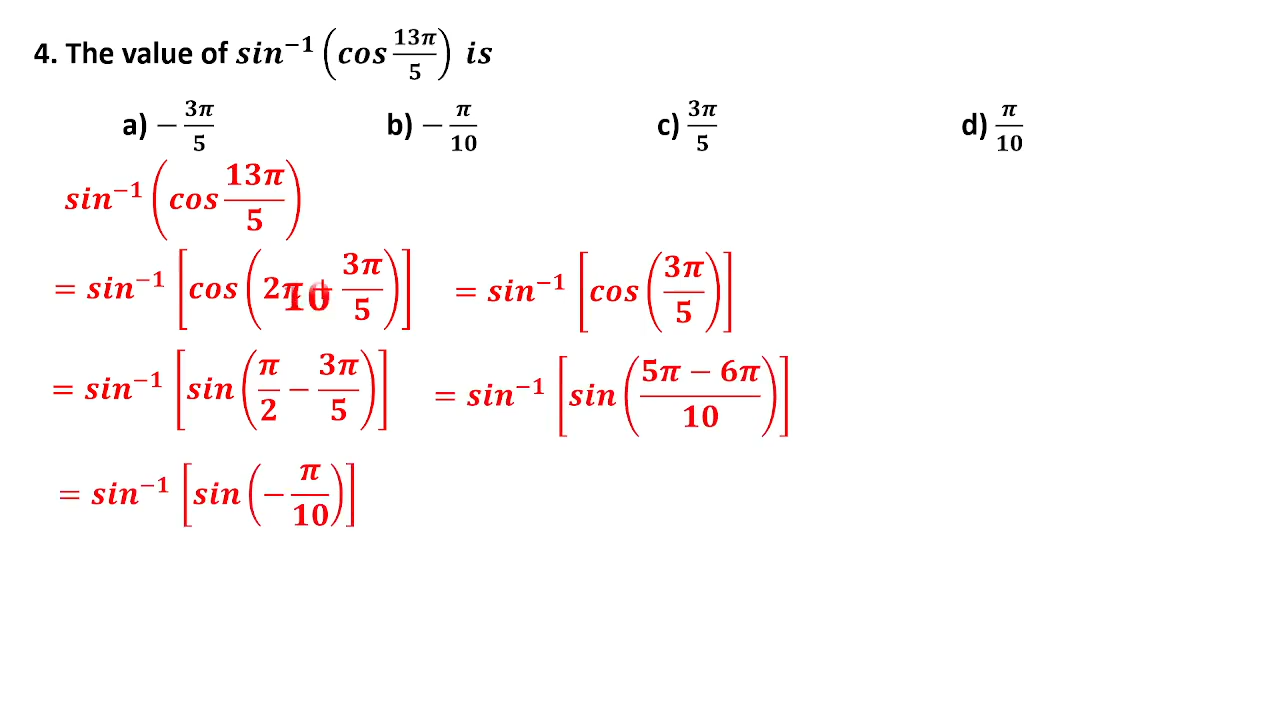 4. The value of sin⁻¹(cos 13π/5) is
a) −3π/5 b) −π/10 c) 3π/5 d) π/10
sin⁻¹(cos 13π/5)
= sin⁻¹[cos(2π + 3π/5)] = sin⁻¹[cos(3π/5)]
10
= sin⁻¹[sin(π/2 − 3π/5)] = sin⁻¹[sin((5π − 6π)/10)]
= sin⁻¹[sin(−π/10)]